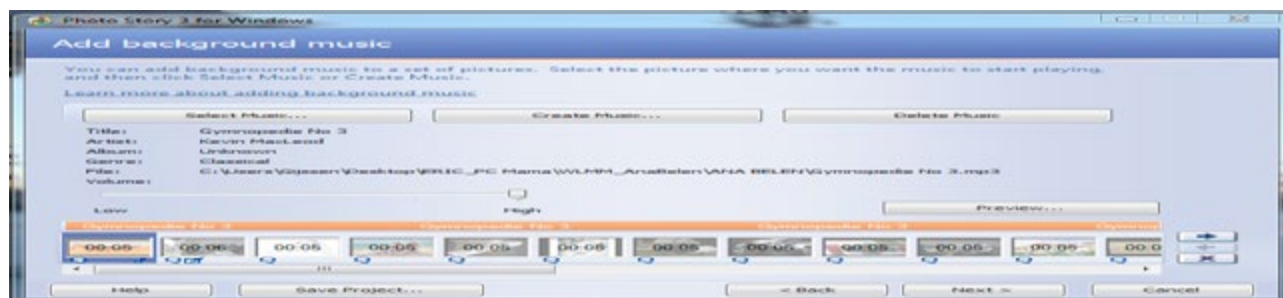 Photo Story 3 for Windows
Add background music
You can add background music to a set of pictures. Select the picture where you want the music to start playing,
and then click Select Music or Create Music.
Learn more about adding background music
Select Music... Create Music... Delete Music
Title: Gymnopedie No 3
Artist: Kevin MacLeod
Album: Unknown
Genre: Classical
File: C:\Users\Gijssen\Desktop\ERIC_PC Mama\WLMM_AnaBelen\ANA BELEN\Gymnopedie No 3.mp3
Volume:
Low High Preview...
Gymnopedie No 3 Gymnopedie No 3 Gymnopedie No 3 Gymnop
00:05 00:06 00:05 00:05 00:05 00:05 00:05 00:05 00:05 00:05 00:05 00:0
Help Save Project... < Back Next > Cancel